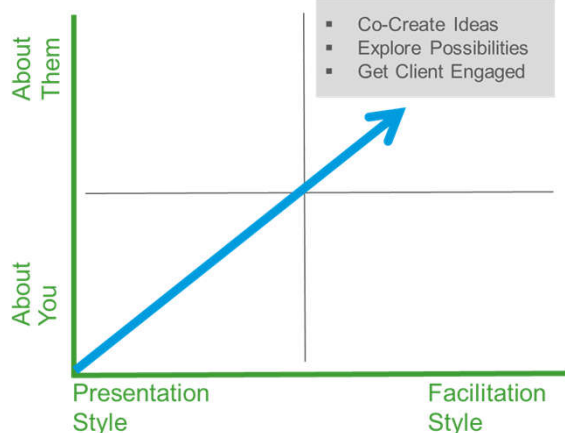 ▪ Co-Create Ideas
▪ Explore Possibilities
▪ Get Client Engaged
About
Them
About
You
Presentation
Style
Facilitation
Style